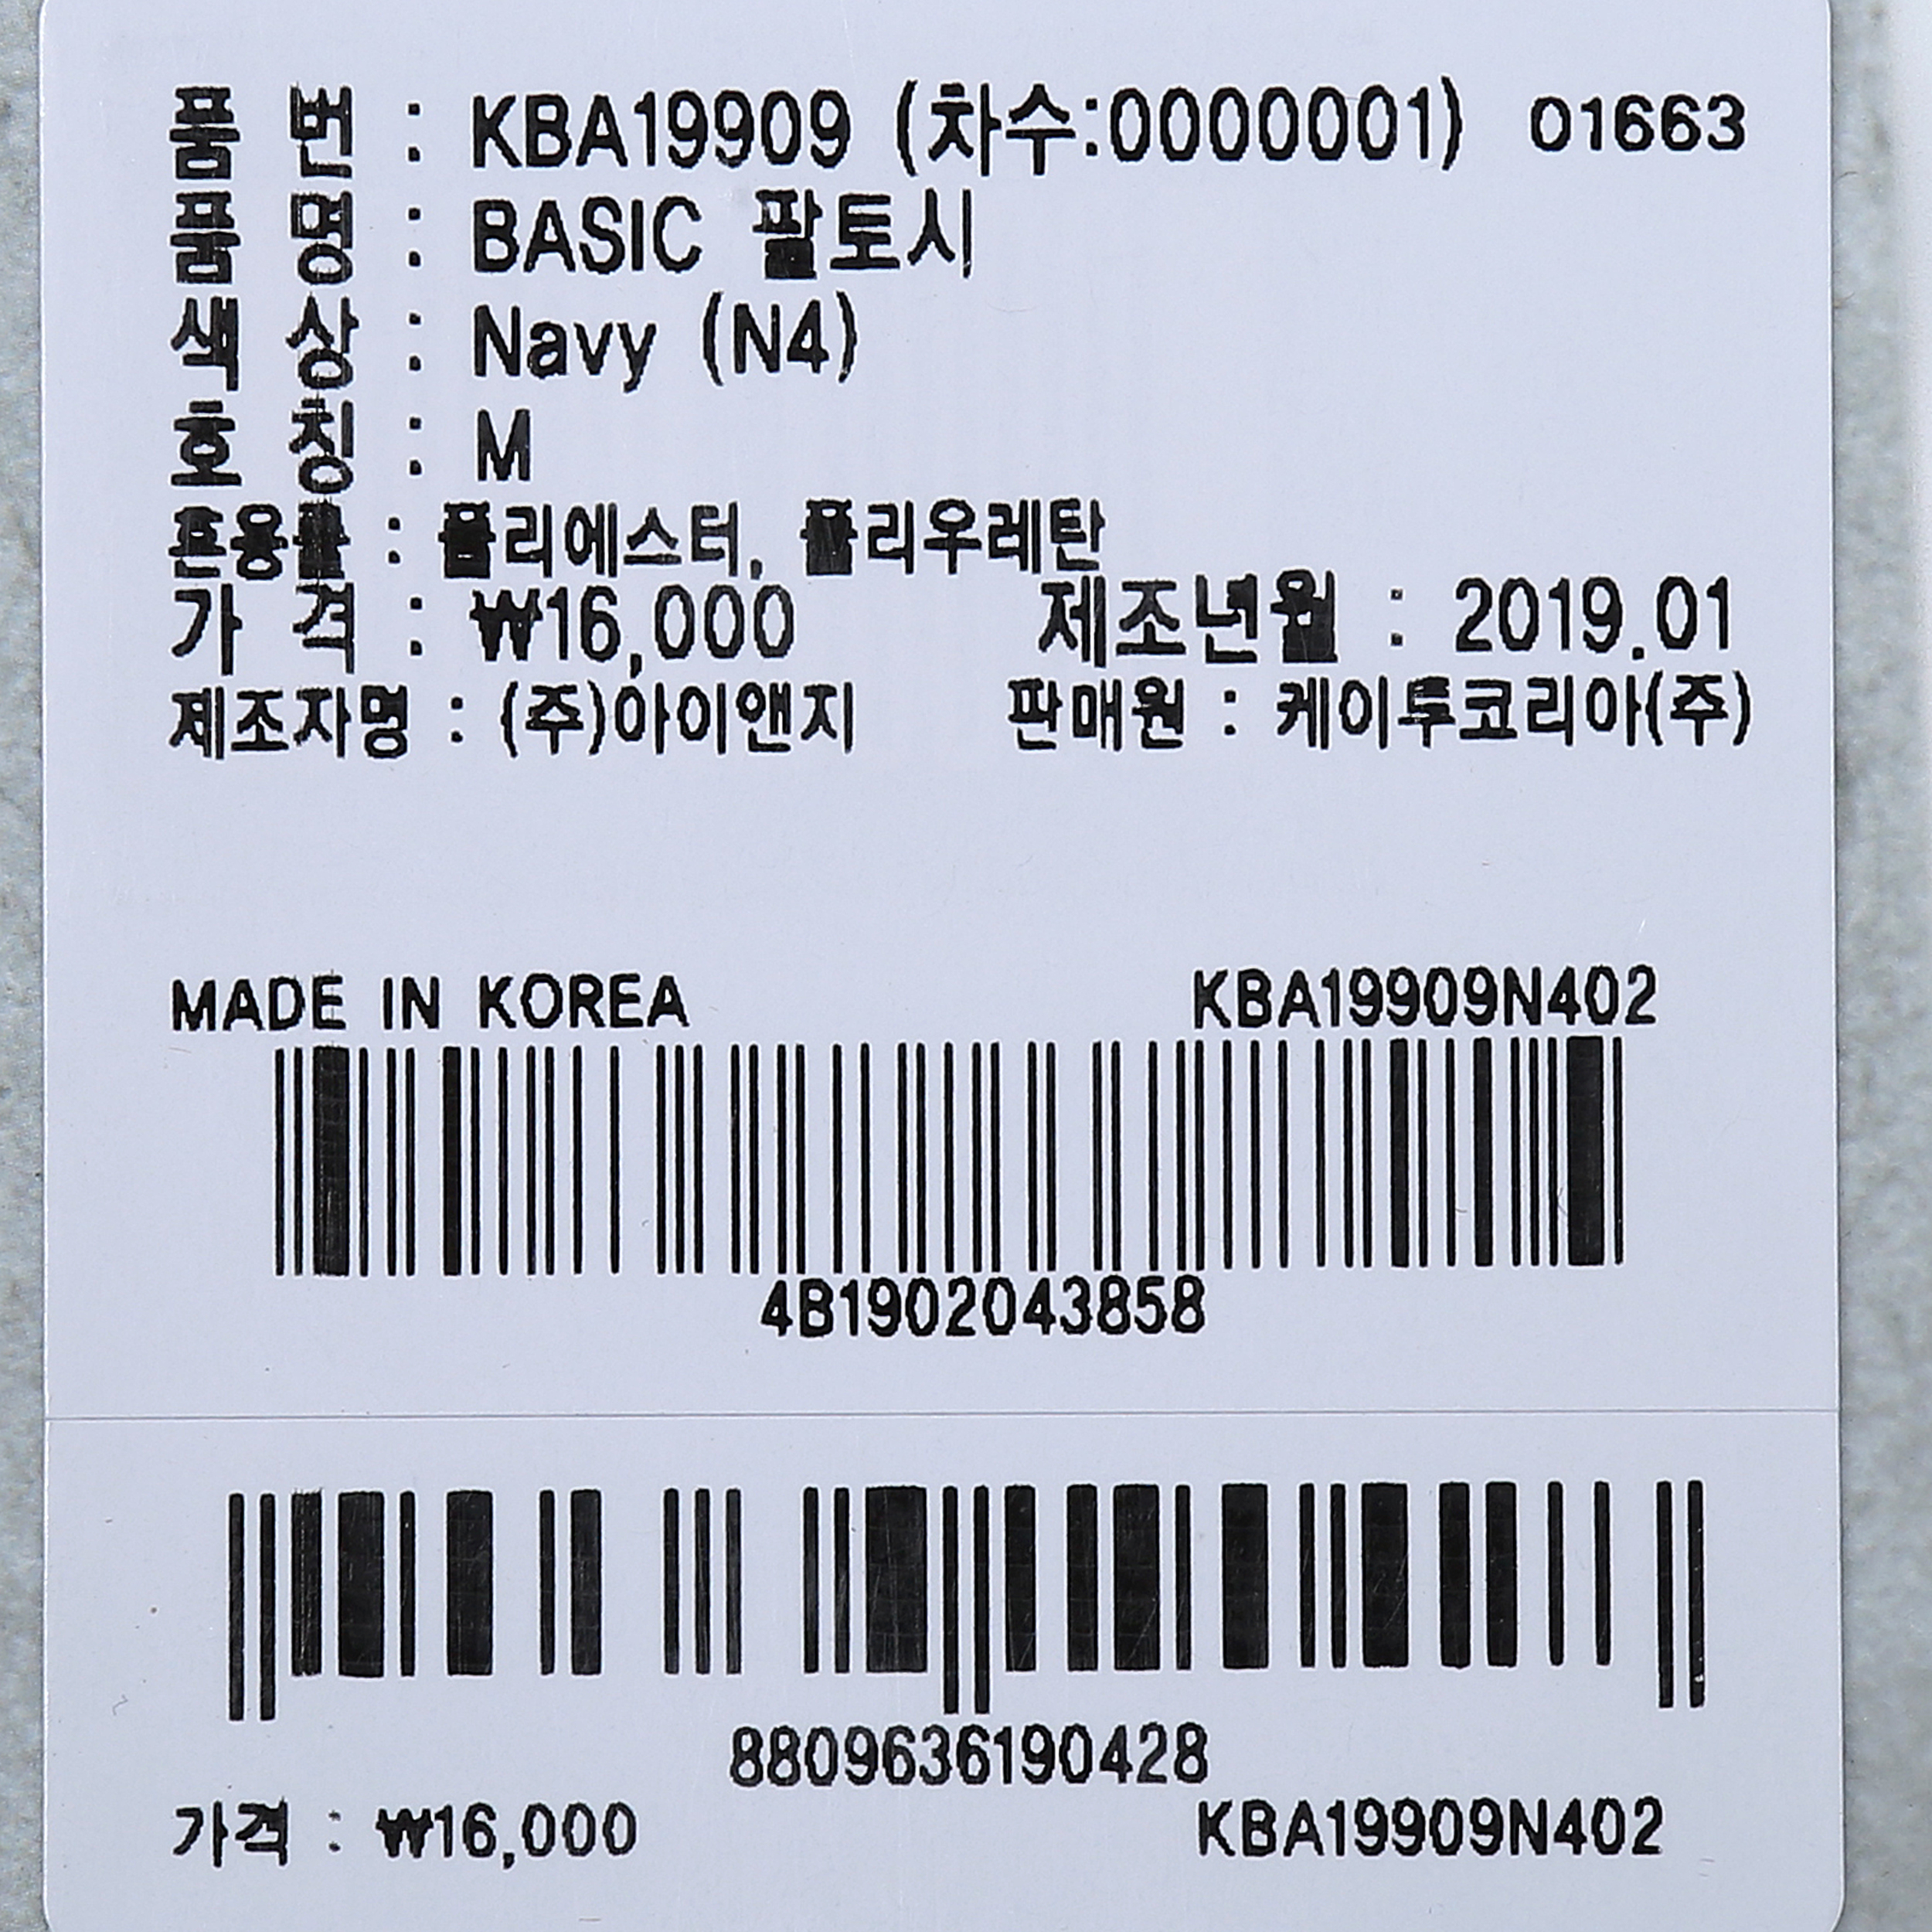 품 번 : KBA19909 (차수:0000001) 01663
품 명 : BASIC 팔토시
색 상 : Navy (N4)
호 칭 : M
혼용률 : 폴리에스터, 폴리우레탄
가 격 : ₩16,000 제조년월 : 2019.01
제조자명 : (주)아이앤지 판매원 : 케이투코리아(주)
MADE IN KOREA KBA19909N402
4B1902043858
8809636190428
가격 : ₩16,000 KBA19909N402